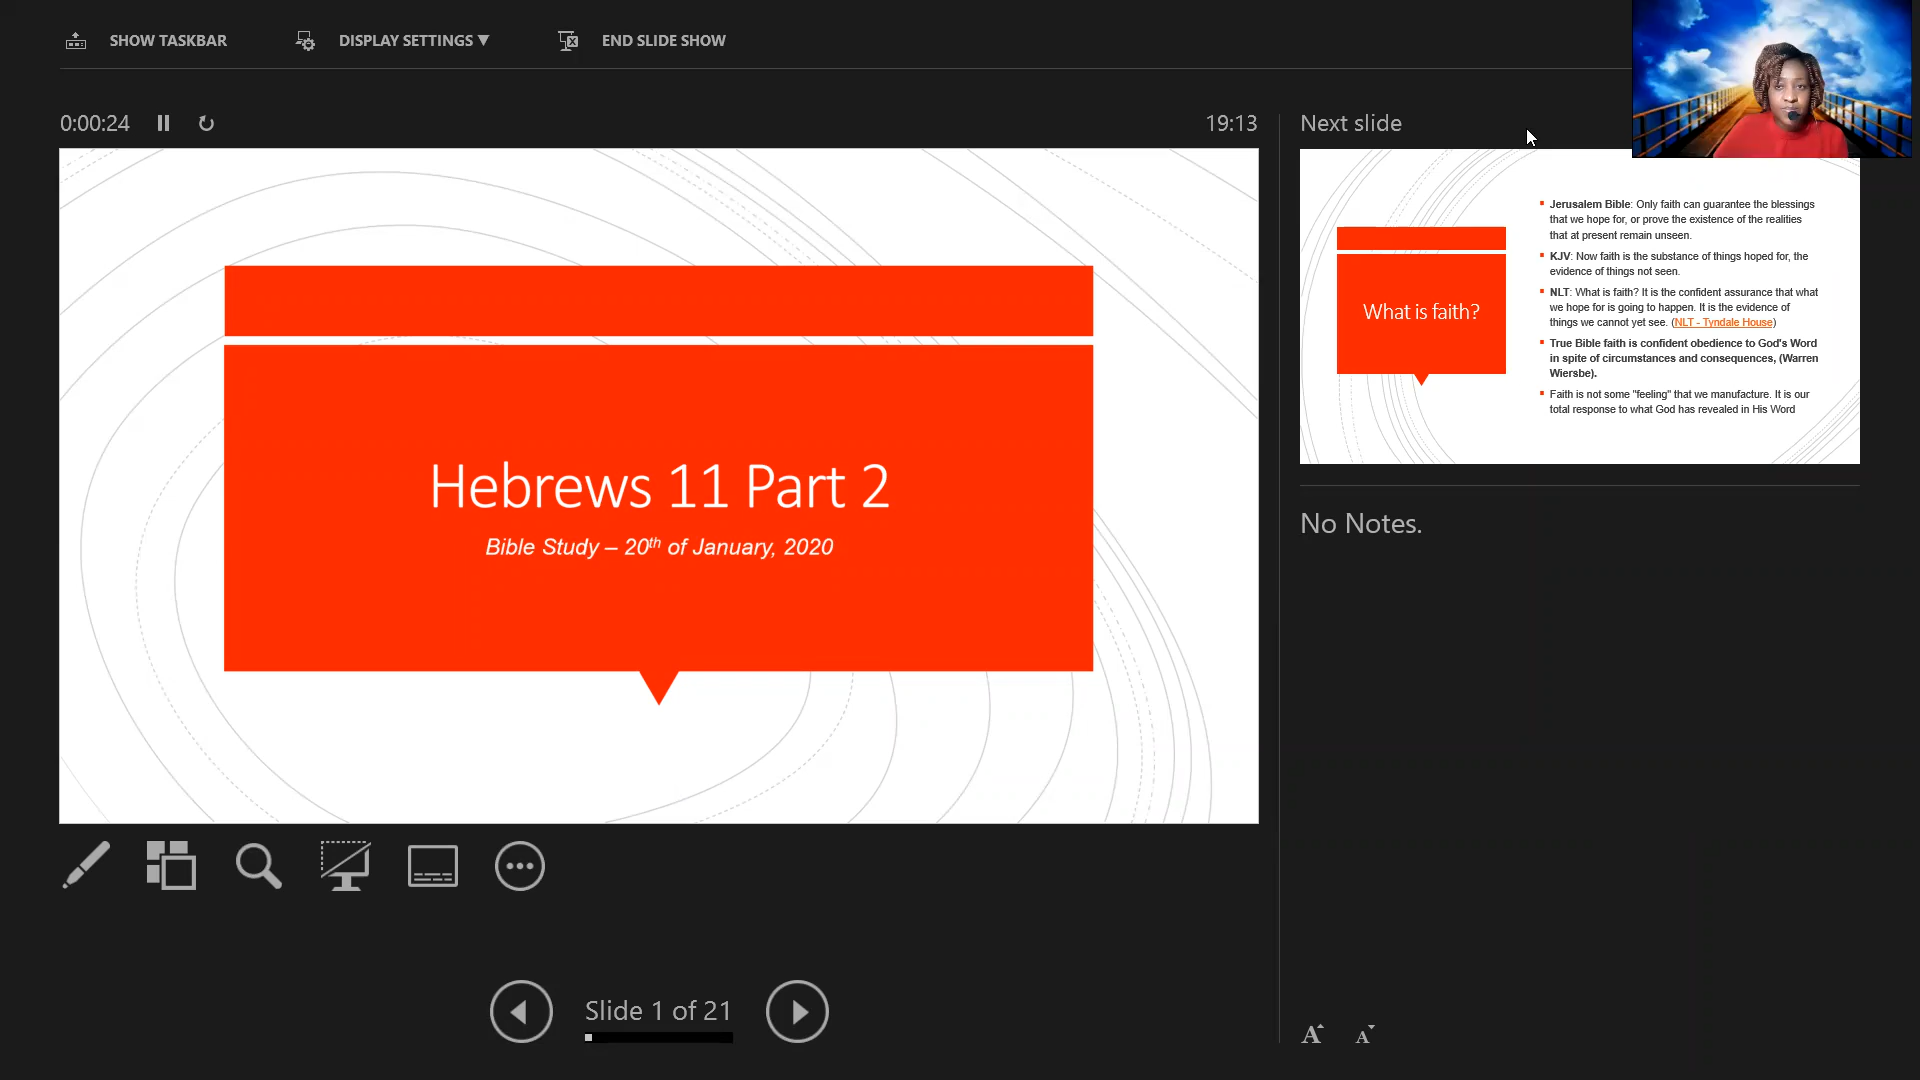 SHOW TASKBAR
DISPLAY SETTINGS ▼
END SLIDE SHOW
0:00:24
19:13
Hebrews 11 Part 2
Bible Study – 20th of January, 2020
Slide 1 of 21
Next slide
What is faith?
▪ Jerusalem Bible: Only faith can guarantee the blessings
that we hope for, or prove the existence of the realities
that at present remain unseen.
▪ KJV: Now faith is the substance of things hoped for, the
evidence of things not seen.
▪ NLT: What is faith? It is the confident assurance that what
we hope for is going to happen. It is the evidence of
things we cannot yet see. (NLT - Tyndale House)
▪ True Bible faith is confident obedience to God's Word
in spite of circumstances and consequences, (Warren
Wiersbe).
▪ Faith is not some "feeling" that we manufacture. It is our
total response to what God has revealed in His Word
No Notes.
A A